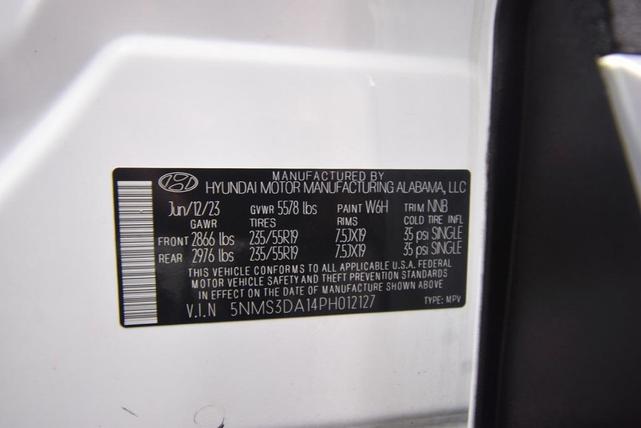 MANUFACTURED BY
HYUNDAI MOTOR MANUFACTURING ALABAMA, LLC
Jun/12/23 GVWR 5578 lbs PAINT W6H TRIM NNB
GAWR TIRES RIMS COLD TIRE INFL
FRONT 2866 lbs 235/55R19 7.5JX19 35 psi SINGLE
REAR 2976 lbs 235/55R19 7.5JX19 35 psi SINGLE
THIS VEHICLE CONFORMS TO ALL APPLICABLE U.S.A. FEDERAL
MOTOR VEHICLE SAFETY AND THEFT PREVENTION STANDARDS
IN EFFECT ON THE DATE OF MANUFACTURE SHOWN ABOVE
V.I.N 5NMS3DA14PH012127 TYPE: MPV